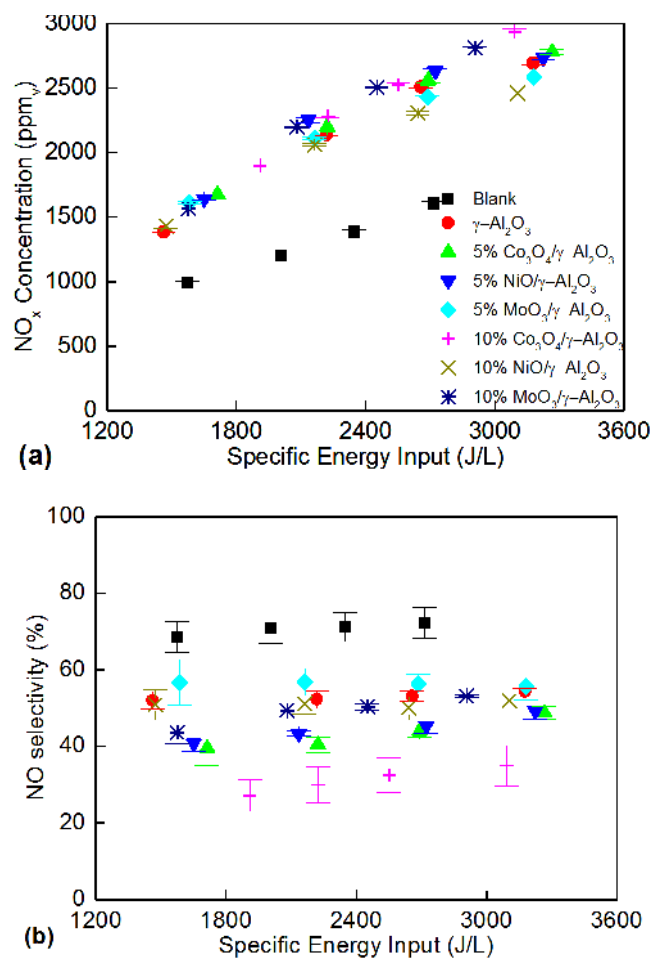 3000
2500
2000
1500
1000
500
0
NOx Concentration (ppmv)
Blank
γ–Al2O3
5% Co3O4/γ Al2O3
5% NiO/γ–Al2O3
5% MoO3/γ Al2O3
10% Co3O4/γ–Al2O3
10% NiO/γ Al2O3
10% MoO3/γ–Al2O3
1200 1800 2400 3000 3600
(a) Specific Energy Input (J/L)
100
80
60
40
20
0
NO selectivity (%)
1200 1800 2400 3000 3600
(b) Specific Energy Input (J/L)